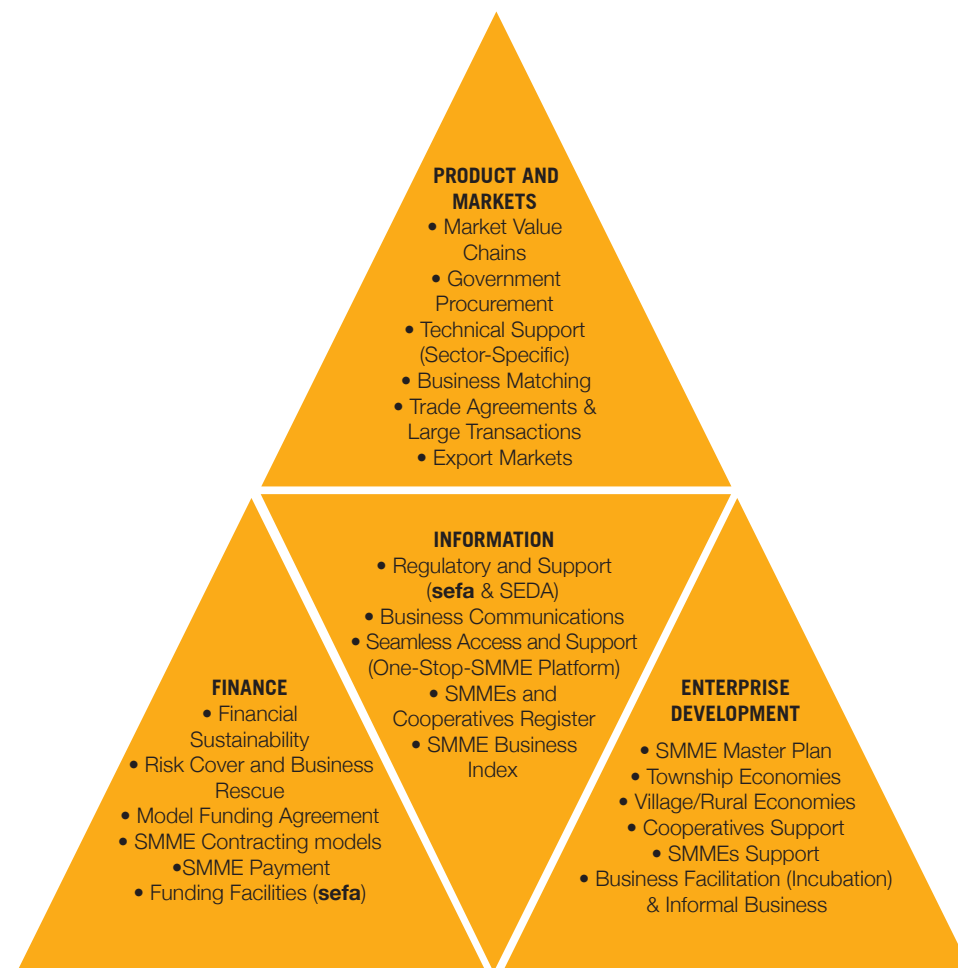 PRODUCT AND
MARKETS
• Market Value
Chains
• Government
Procurement
• Technical Support
(Sector-Specific)
• Business Matching
• Trade Agreements &
Large Transactions
• Export Markets
INFORMATION
• Regulatory and Support
(sefa & SEDA)
• Business Communications
• Seamless Access and Support
(One-Stop-SMME Platform)
• SMMEs and
Cooperatives Register
• SMME Business
Index
FINANCE
• Financial
Sustainability
• Risk Cover and Business
Rescue
• Model Funding Agreement
• SMME Contracting models
•SMME Payment
• Funding Facilities (sefa)
ENTERPRISE
DEVELOPMENT
• SMME Master Plan
• Township Economies
• Village/Rural Economies
• Cooperatives Support
• SMMEs Support
• Business Facilitation (Incubation)
& Informal Business